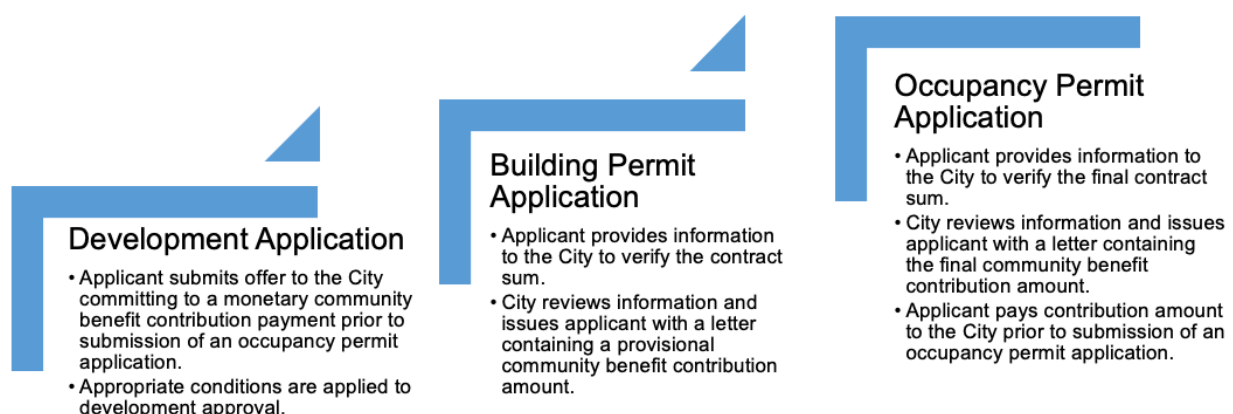 Development Application
• Applicant submits offer to the City
committing to a monetary community
benefit contribution payment prior to
submission of an occupancy permit
application.
• Appropriate conditions are applied to
development approval.
Building Permit
Application
• Applicant provides information
to the City to verify the contract
sum.
• City reviews information and
issues applicant with a letter
containing a provisional
community benefit contribution
amount.
Occupancy Permit
Application
• Applicant provides information to
the City to verify the final contract
sum.
• City reviews information and issues
applicant with a letter containing
the final community benefit
contribution amount.
• Applicant pays contribution amount
to the City prior to submission of an
occupancy permit application.